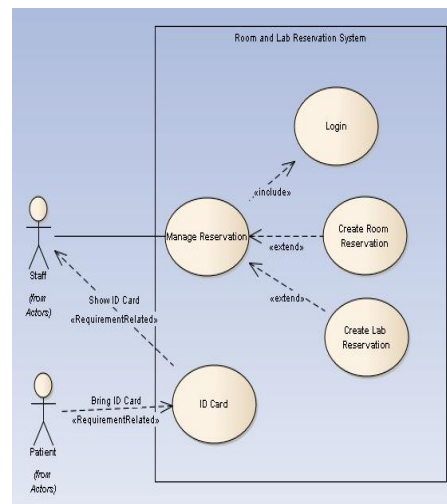 Room and Lab Reservation System
Login
«include»
Manage Reservation
Create Room
Reservation
«extend»
«extend»
Create Lab
Reservation
Staff
(from
Actors)
Show ID Card
«RequirementRelated»
ID Card
Bring ID Card
«RequirementRelated»
Patient
(from
Actors)